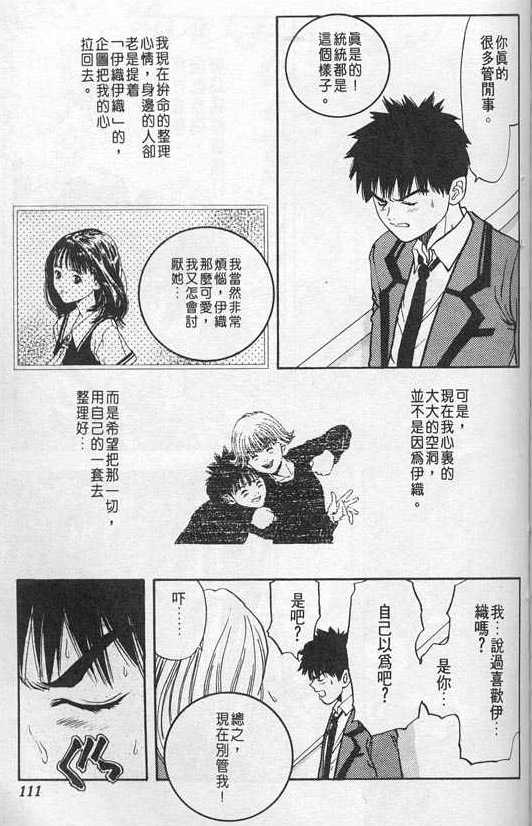 你真的
很多管閒事。
真是的！
統統都是
這個樣子。
我現在拚命的整理
心情，身邊的人卻
老是提着
「伊織伊織」的，
企圖把我的心
拉回去。
我當然非常
煩惱，伊織
那麼可愛，
我又怎會討
厭她…
可是，
現在我心裏的
大大的空洞，
並不是因為伊織。
而是希望把那一切，
用自己的一套去
整理好…
我…說過喜歡伊
織嗎？
是你…
自己以為吧？
是吧？
吓……
總之，
現在別管我！
ぐっ
111